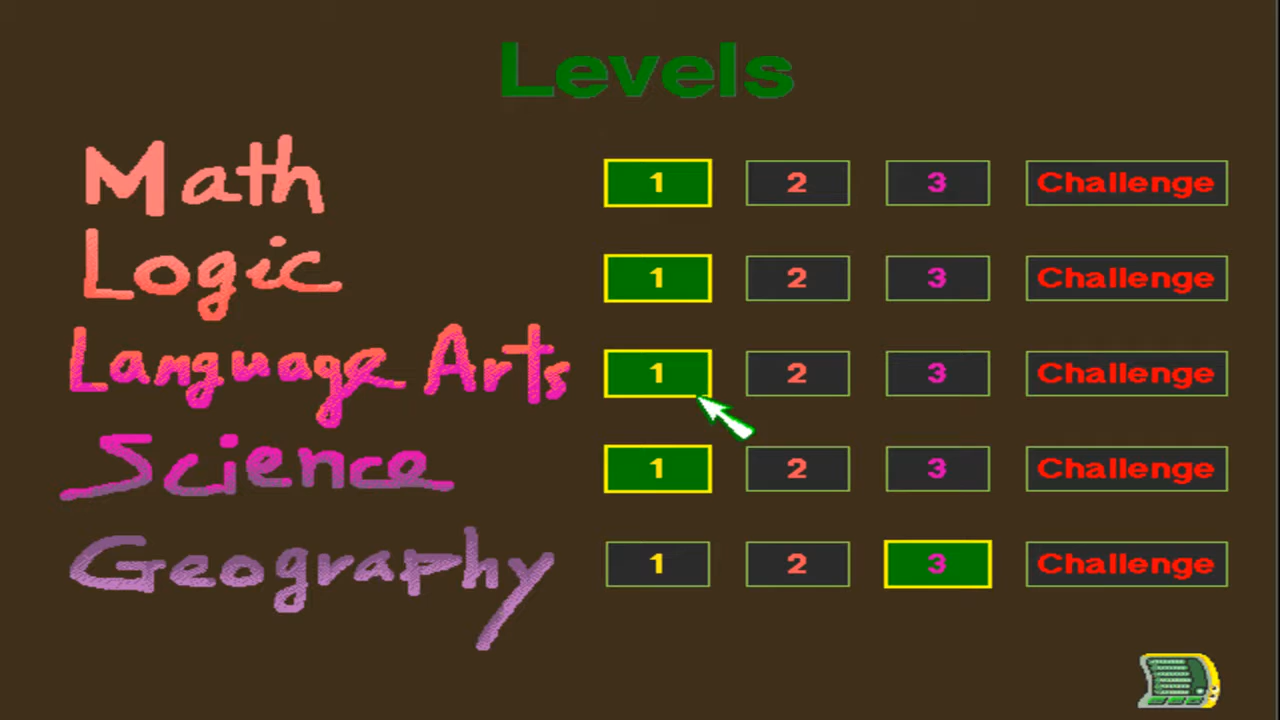 Levels
Math 1 2 3 Challenge
Logic 1 2 3 Challenge
Language Arts 1 2 3 Challenge
Science 1 2 3 Challenge
Geography 1 2 3 Challenge